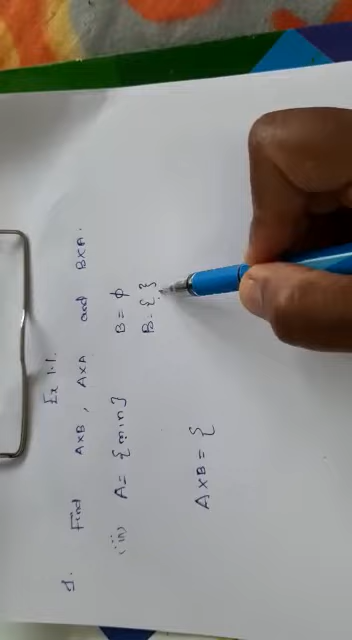 Ex 1.1.
1. Find A×B, A×A and B×A.
(iii) A = {m,n} B = ϕ
B = { }
A×B = {